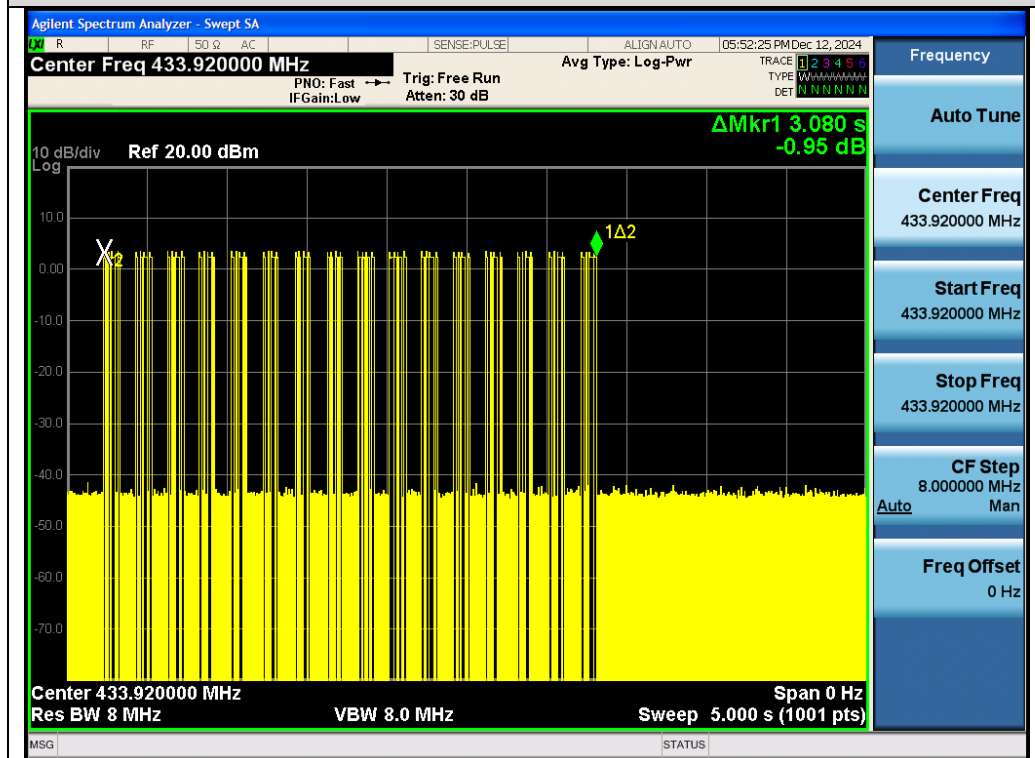 Agilent Spectrum Analyzer - Swept SA
LXI R RF 50 Ω AC SENSE:PULSE ALIGN AUTO 05:52:25 PM Dec 12, 2024
Center Freq 433.920000 MHz
PNO: Fast
IFGain:Low
Trig: Free Run
Atten: 30 dB
Avg Type: Log-Pwr
TRACE 1 2 3 4 5 6
TYPE W
DET N N N N N N
ΔMkr1 3.080 s
-0.95 dB
10 dB/div Ref 20.00 dBm
Log
10.0
0.00
-10.0
-20.0
-30.0
-40.0
-50.0
-60.0
-70.0
X2
1Δ2
Center 433.920000 MHz Span 0 Hz
Res BW 8 MHz VBW 8.0 MHz Sweep 5.000 s (1001 pts)
MSG STATUS
Frequency
Auto Tune
Center Freq
433.920000 MHz
Start Freq
433.920000 MHz
Stop Freq
433.920000 MHz
CF Step
8.000000 MHz
Auto Man
Freq Offset
0 Hz